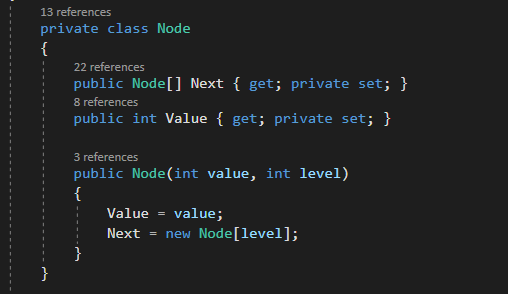 13 references
private class Node
{
22 references
public Node[] Next { get; private set; }
8 references
public int Value { get; private set; }
3 references
public Node(int value, int level)
{
Value = value;
Next = new Node[level];
}
}